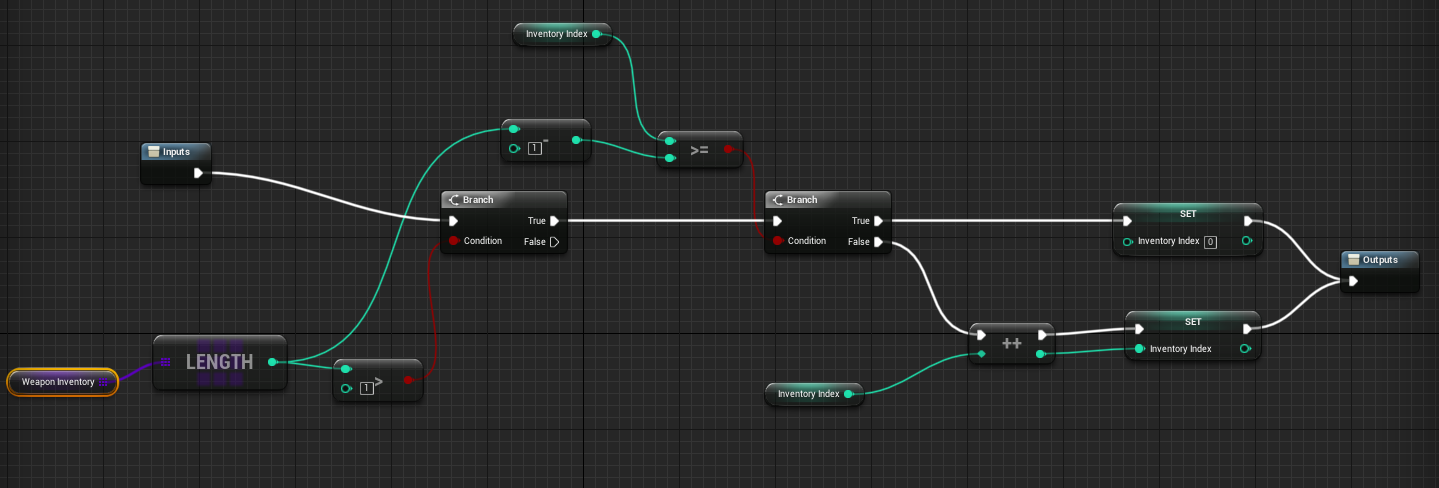 Inventory Index
1 -
>=
Inputs
Branch
True
Condition
False
Branch
True
Condition
False
SET
Inventory Index 0
Outputs
LENGTH
Weapon Inventory
1 >
++
SET
Inventory Index
Inventory Index